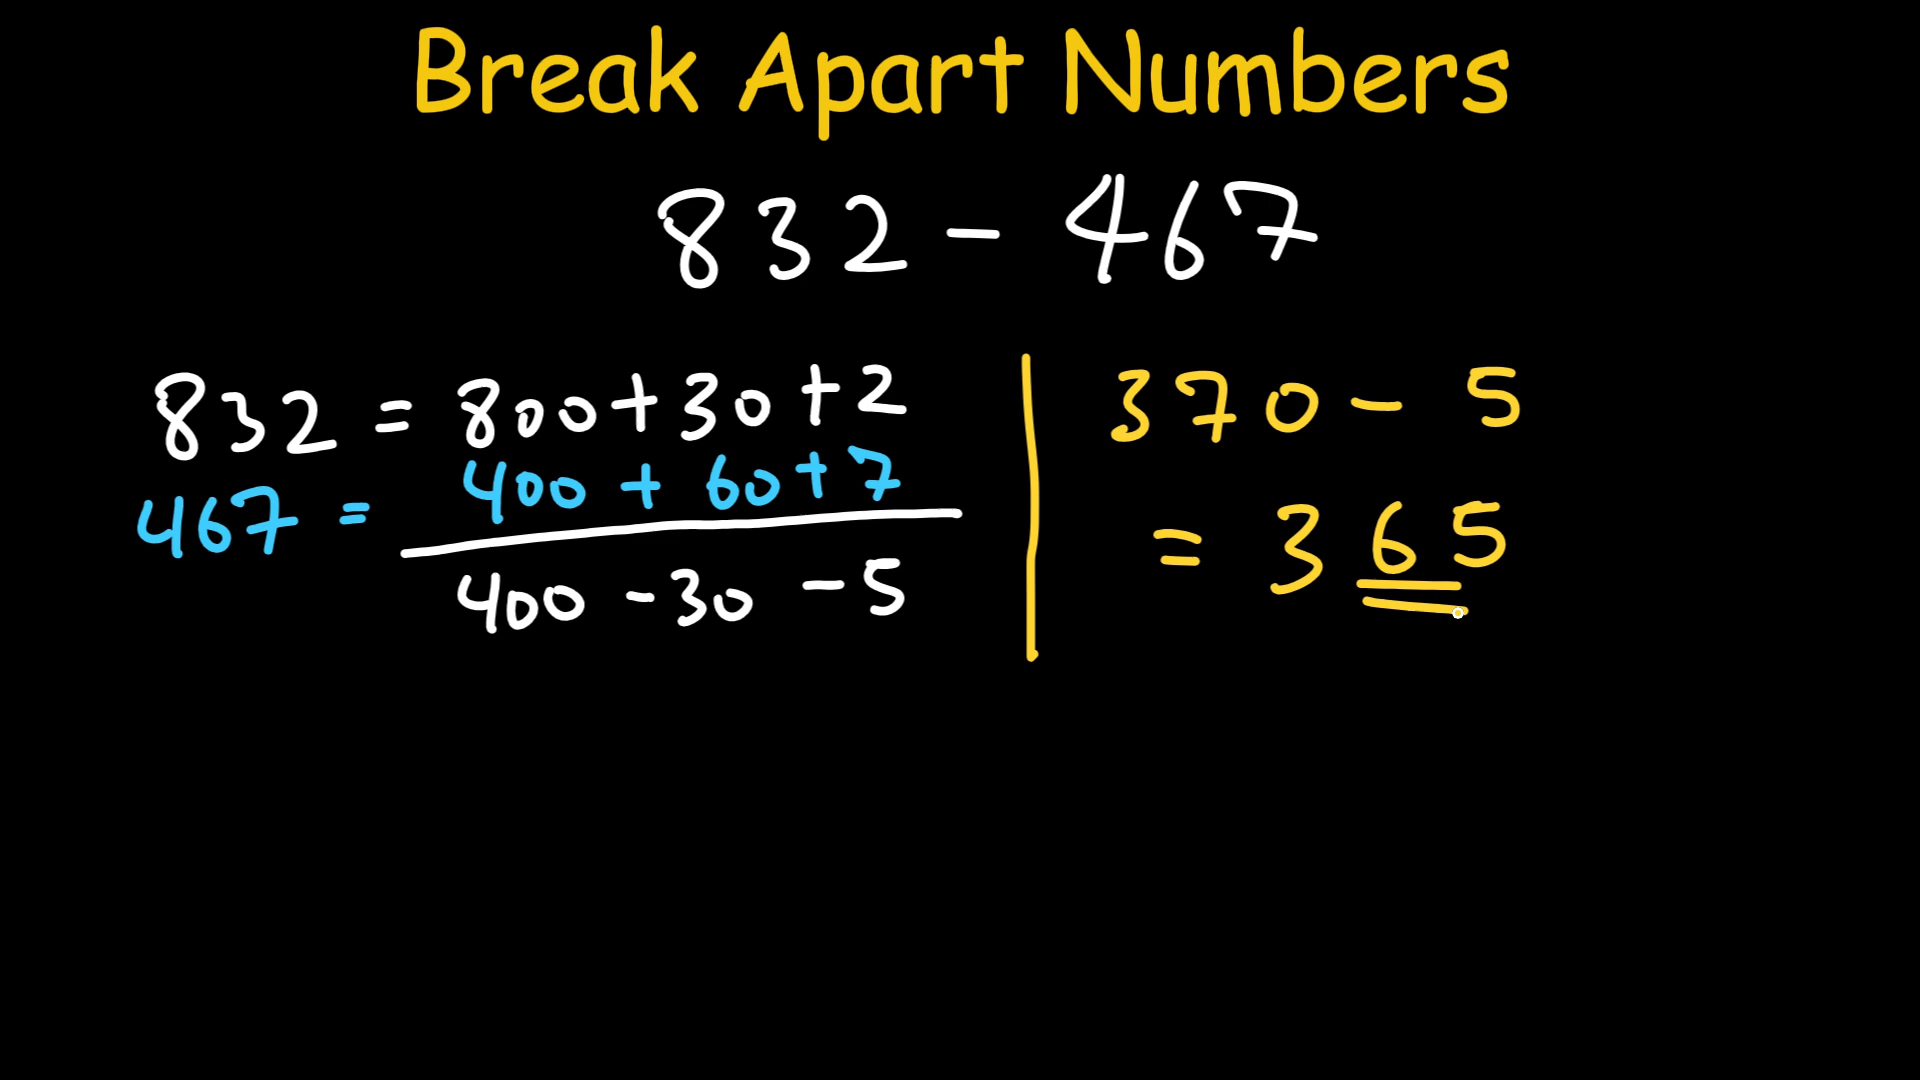 Break Apart Numbers
832 - 467
832 = 800 + 30 + 2
467 = 400 + 60 + 7
400 - 30 - 5
370 - 5
= 365